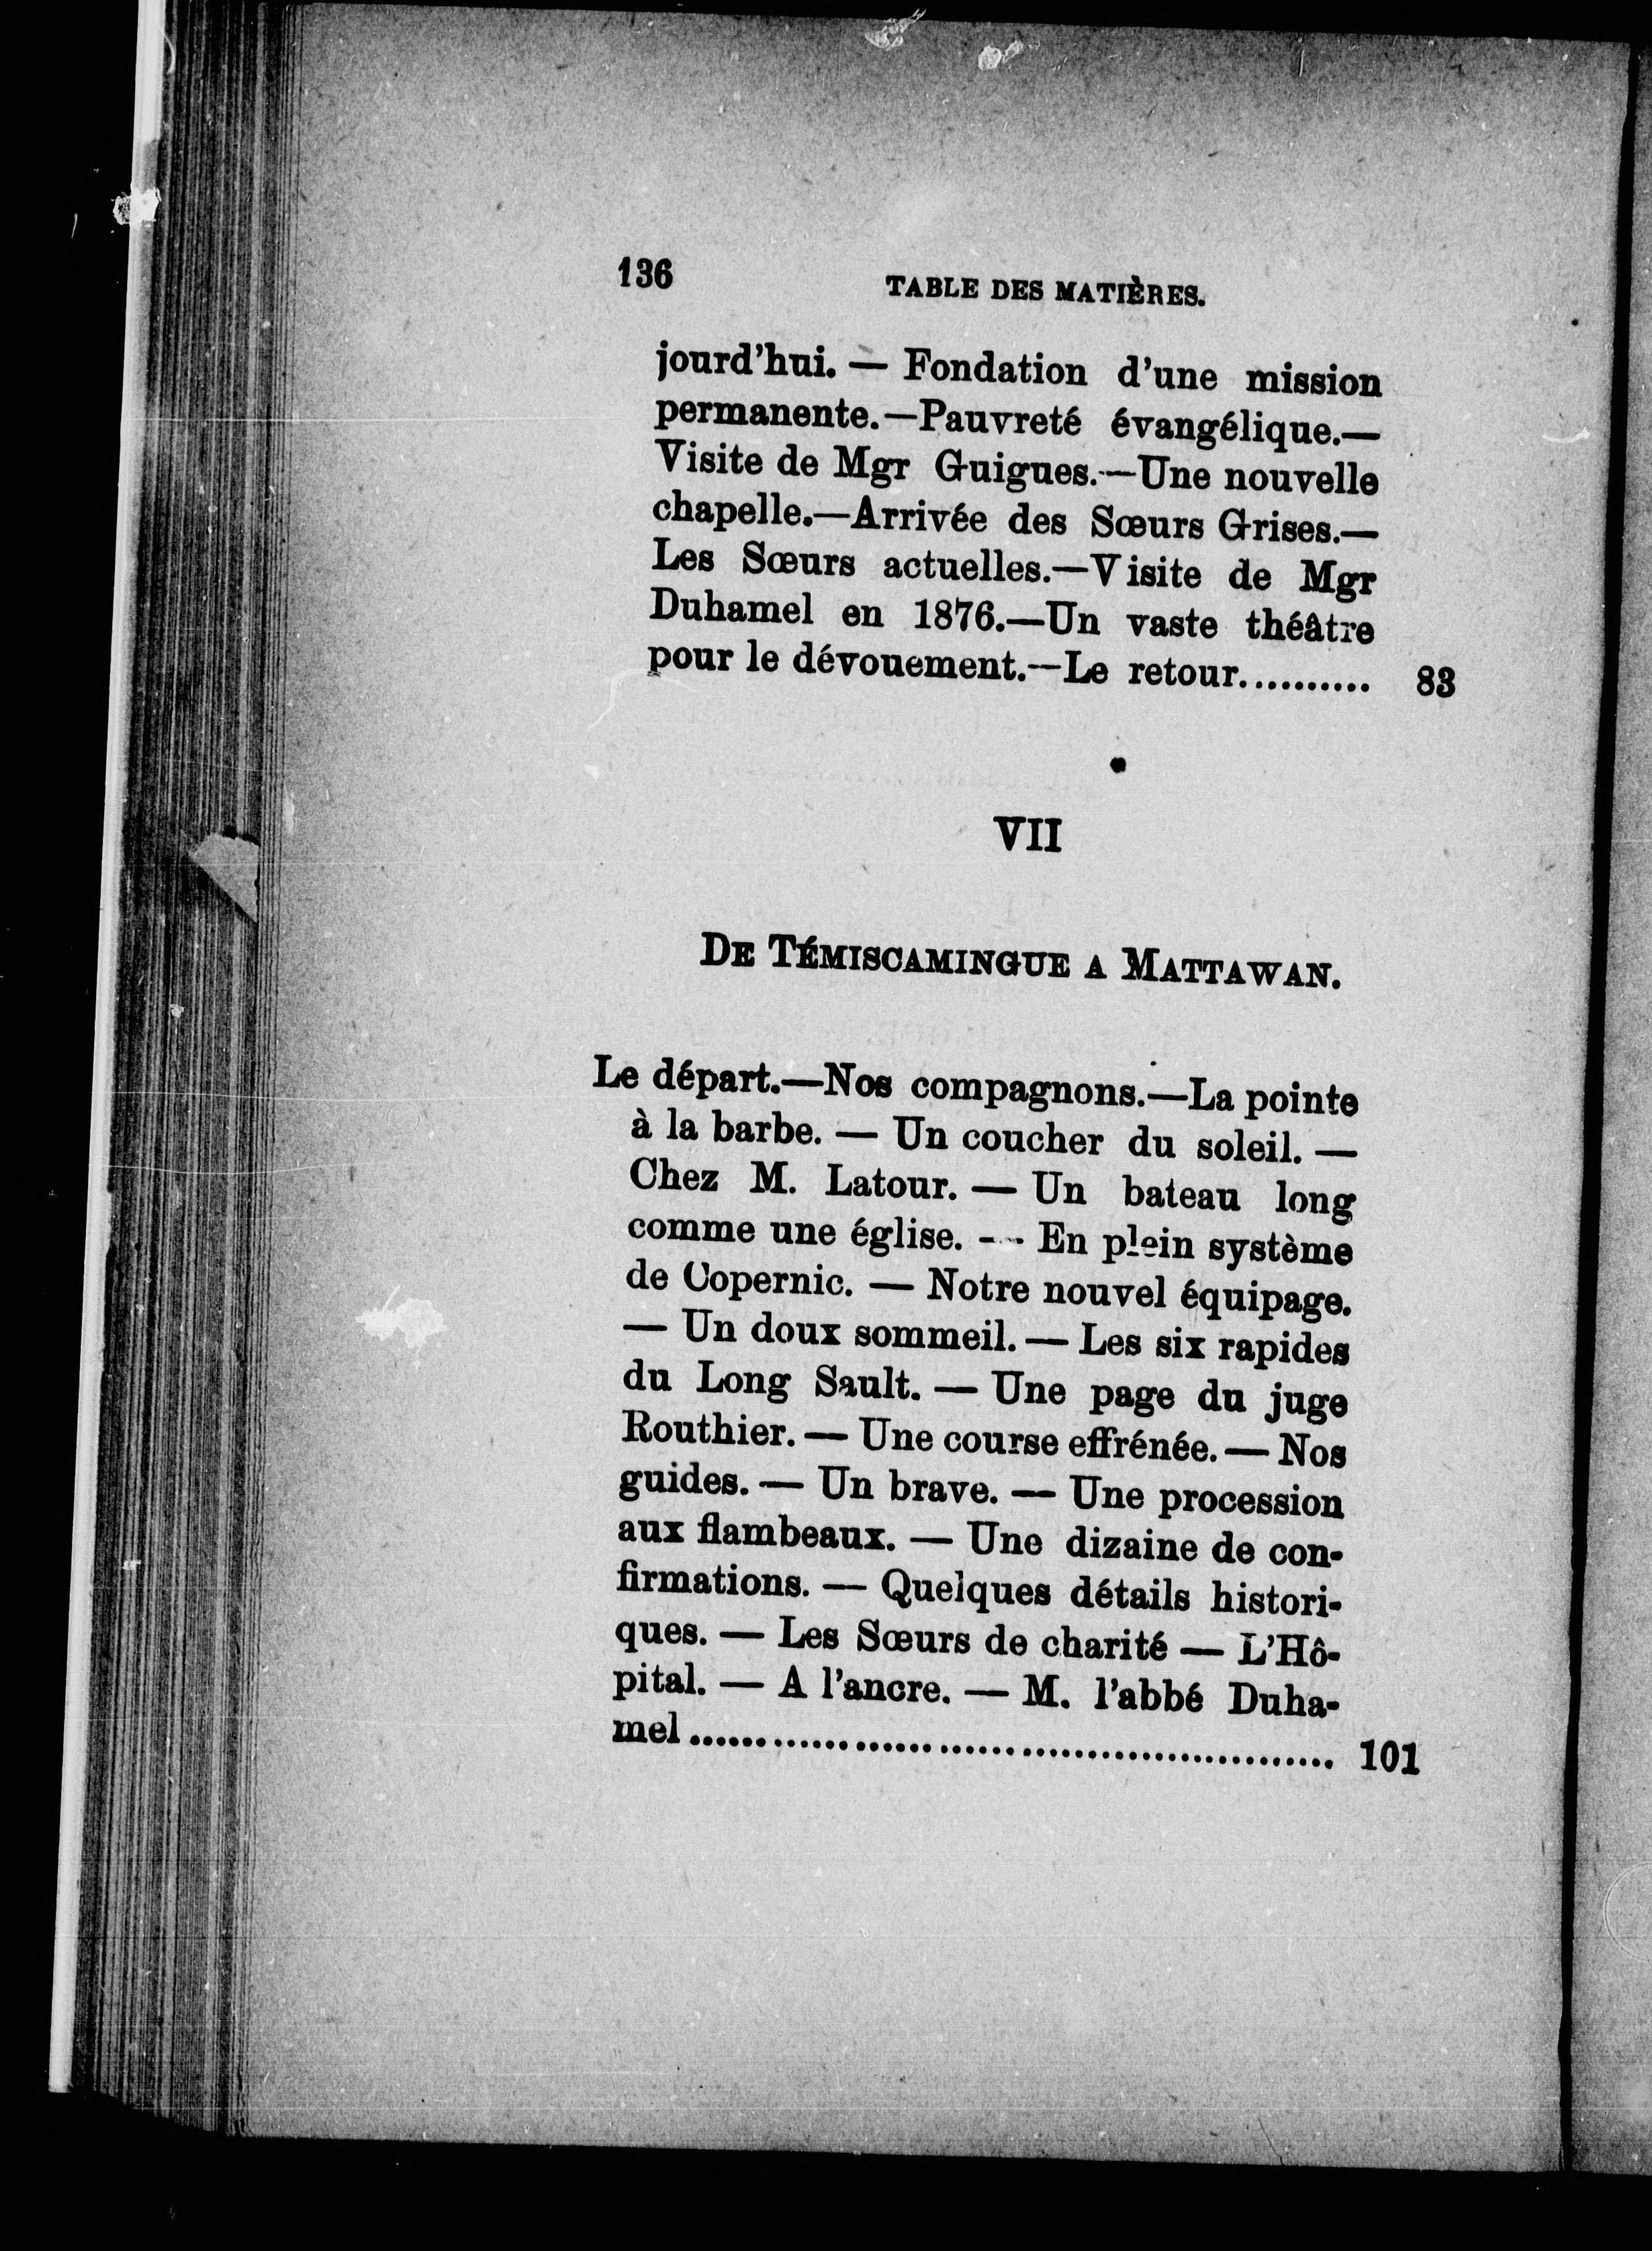 136
TABLE DES MATIÈRES.
jourd'hui. — Fondation d'une mission
permanente.—Pauvreté évangélique.—
Visite de Mgr Guigues.—Une nouvelle
chapelle.—Arrivée des Sœurs Grises.—
Les Sœurs actuelles.—Visite de Mgr
Duhamel en 1876.—Un vaste théâtre
pour le dévouement.—Le retour.......... 83
VII
DE TÉMISCAMINGUE A MATTAWAN.
Le départ.—Nos compagnons.—La pointe
à la barbe. — Un coucher du soleil. —
Chez M. Latour. — Un bateau long
comme une église. — En plein système
de Copernic. — Notre nouvel équipage.
— Un doux sommeil. — Les six rapides
du Long Sault. — Une page du juge
Routhier. — Une course effrénée. — Nos
guides. — Un brave. — Une procession
aux flambeaux. — Une dizaine de con-
firmations. — Quelques détails histori-
ques. — Les Sœurs de charité — L'Hô-
pital. — A l'ancre. — M. l'abbé Duha-
mel................................................ 101